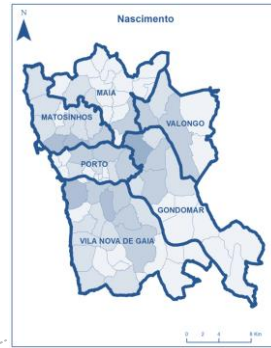 Nascimento
N
MAIA
MATOSINHOS
VALONGO
PORTO
GONDOMAR
VILA NOVA DE GAIA
0 2 4 8 Km